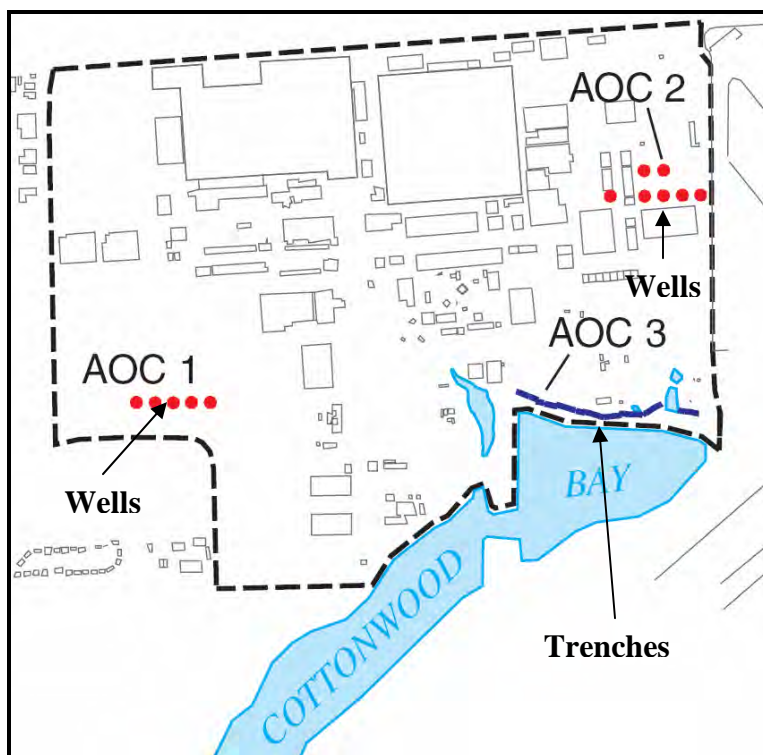 AOC 2
Wells
AOC 3
AOC 1
Wells
BAY
COTTONWOOD
Trenches